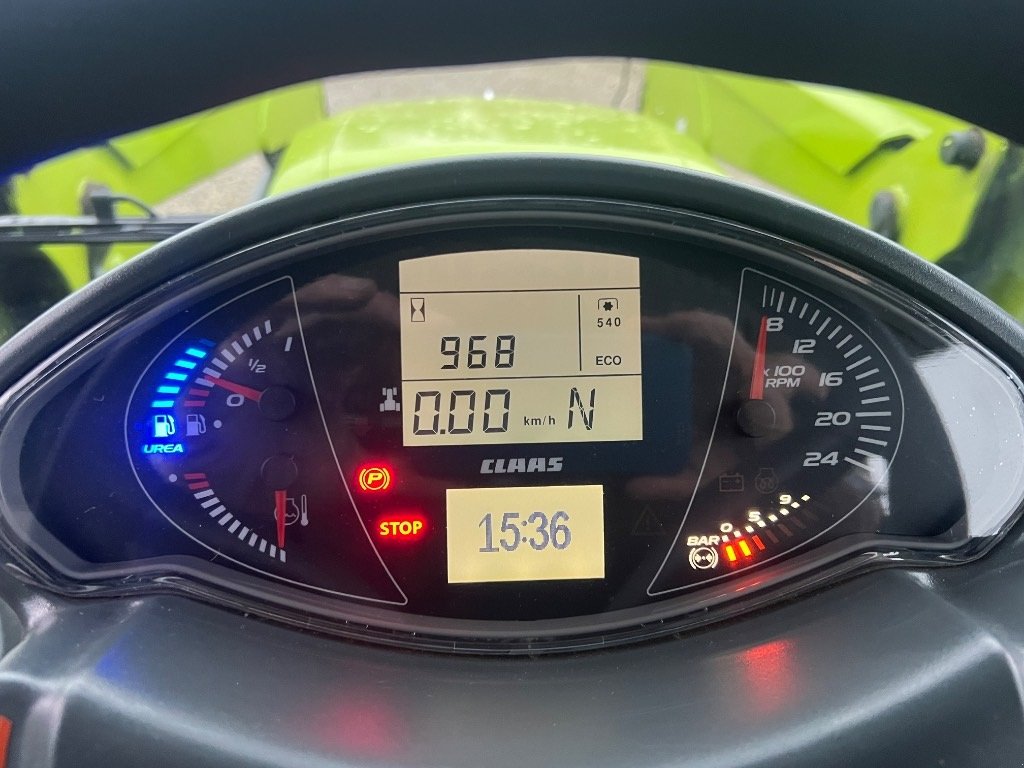 1
1/2
0
UREA
540
968
ECO
0.00 km/h N
CLAAS
P
STOP
15:36
8
12
x 100
RPM
16
20
24
BAR 0 5 9